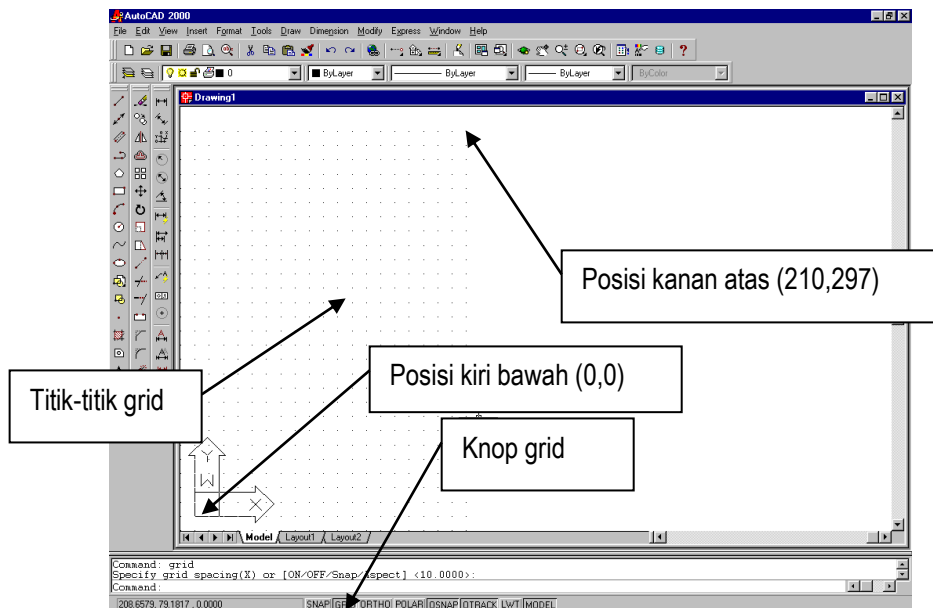 AutoCAD 2000
File Edit View Insert Format Tools Draw Dimension Modify Express Window Help
0 ByLayer ByLayer ByLayer ByColor
Drawing1
Posisi kanan atas (210,297)
Posisi kiri bawah (0,0)
Titik-titik grid
Knop grid
Y
W
X
Model Layout1 Layout2
Command: grid
Specify grid spacing(X) or [ON/OFF/Snap/Aspect] <10.0000>:
Command:
208.6579, 79.1817, 0.0000 SNAP ORTHO POLAR OSNAP OTRACK LWT MODEL